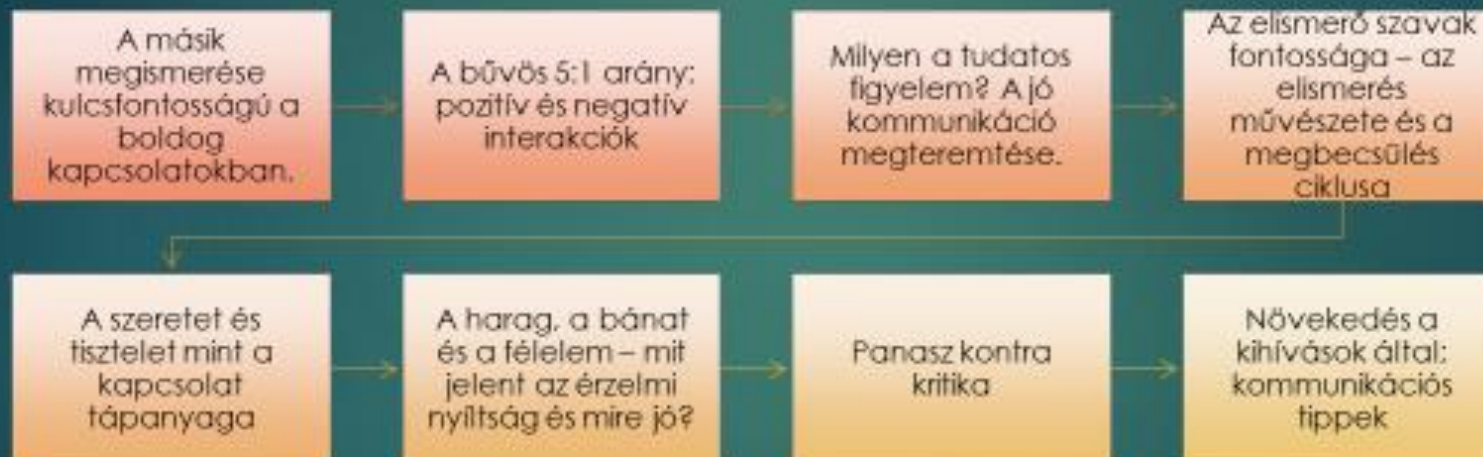 A másik
megismerése
kulcsfontosságú a
boldog
kapcsolatokban.
A bűvös 5:1 arány:
pozitív és negatív
interakciók
Milyen a tudatos
figyelem? A jó
kommunikáció
megteremtése.
Az elismerő szavak
fontossága – az
elismerés
művészete és a
megbecsülés
ciklusa
A szeretet és
tisztelet mint a
kapcsolat
tápanyaga
A harag, a bánat
és a félelem – mit
jelent az érzelmi
nyíltság és mire jó?
Panasz kontra
kritika
Növekedés a
kihívások által:
kommunikációs
tippek